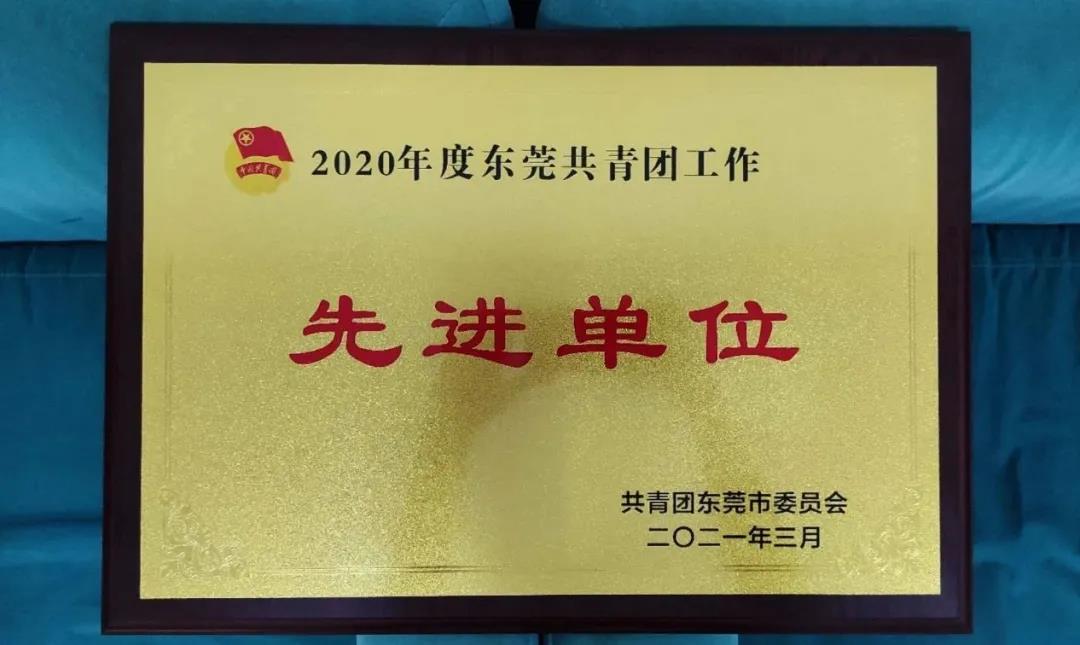 中国共青团
2020年度东莞共青团工作
先进单位
共青团东莞市委员会
二〇二一年三月